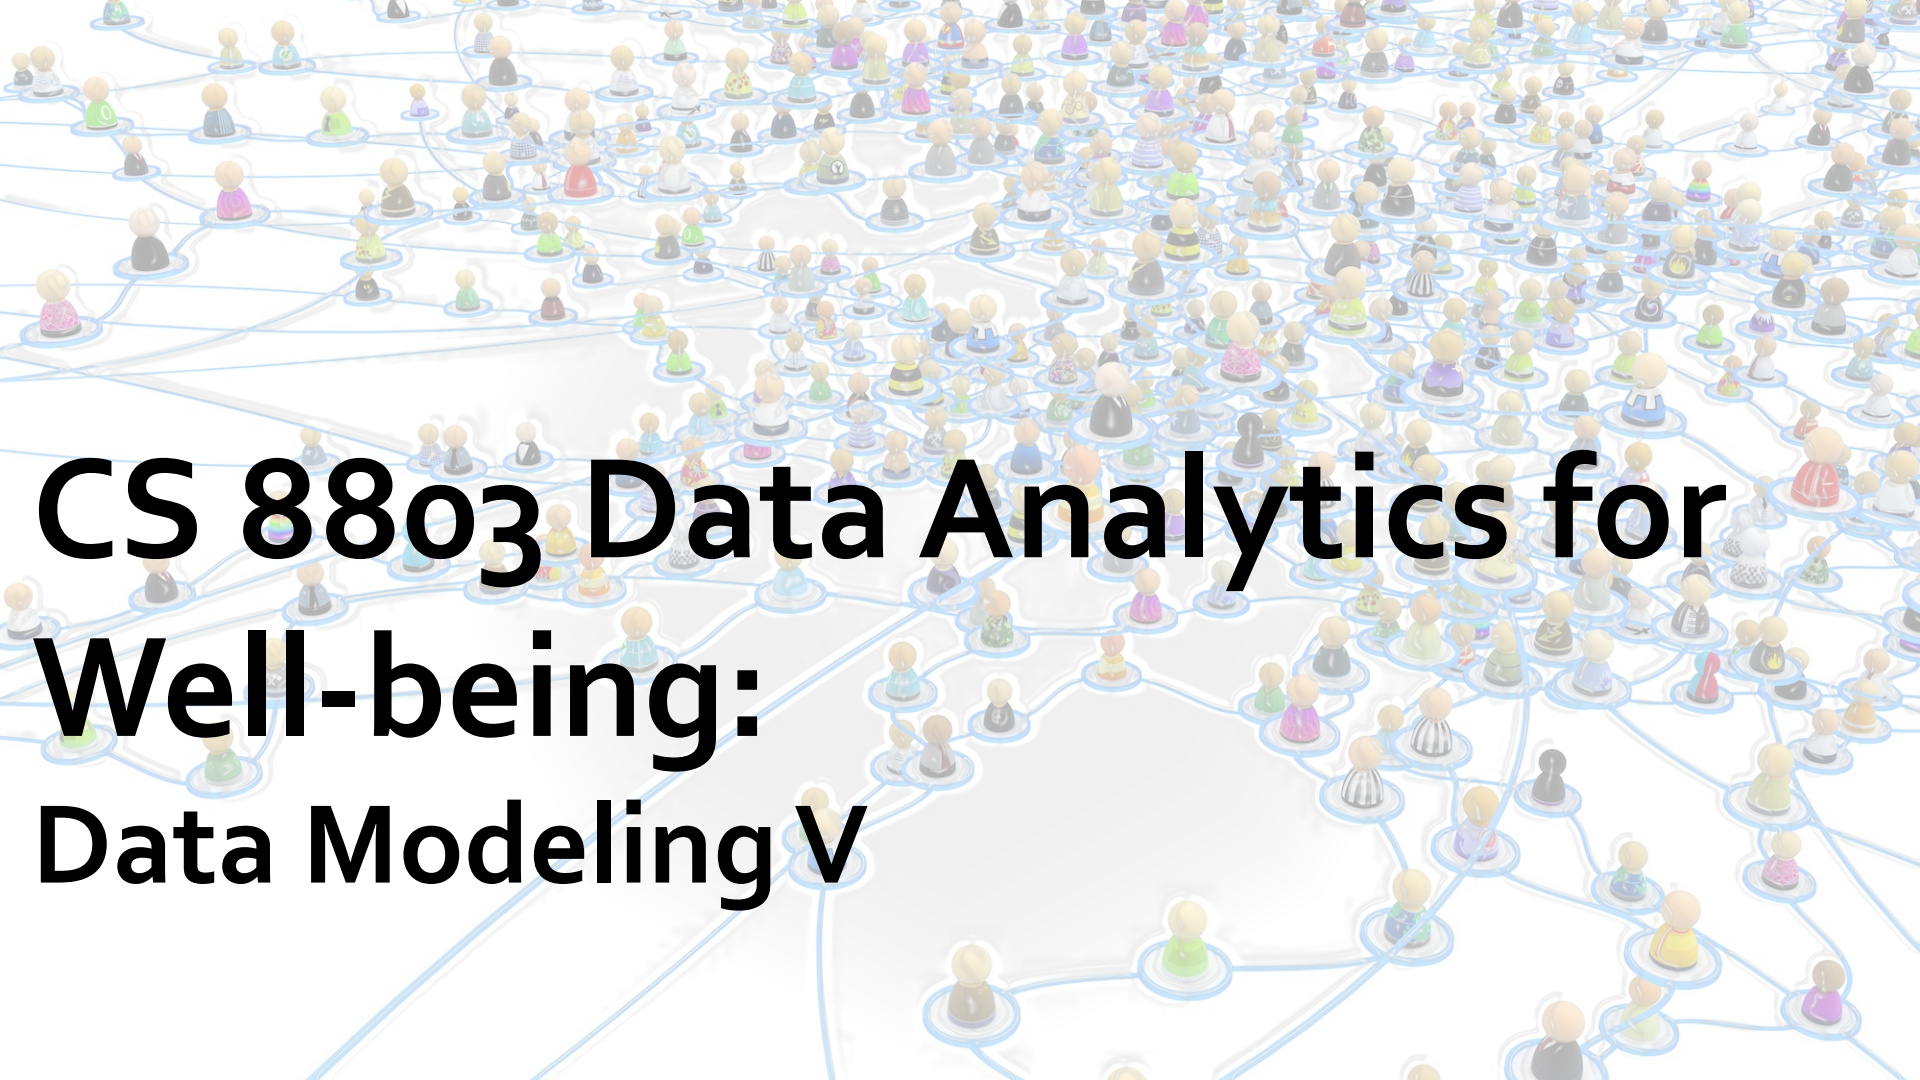 CS 8803 Data Analytics for
Well-being:
Data Modeling V